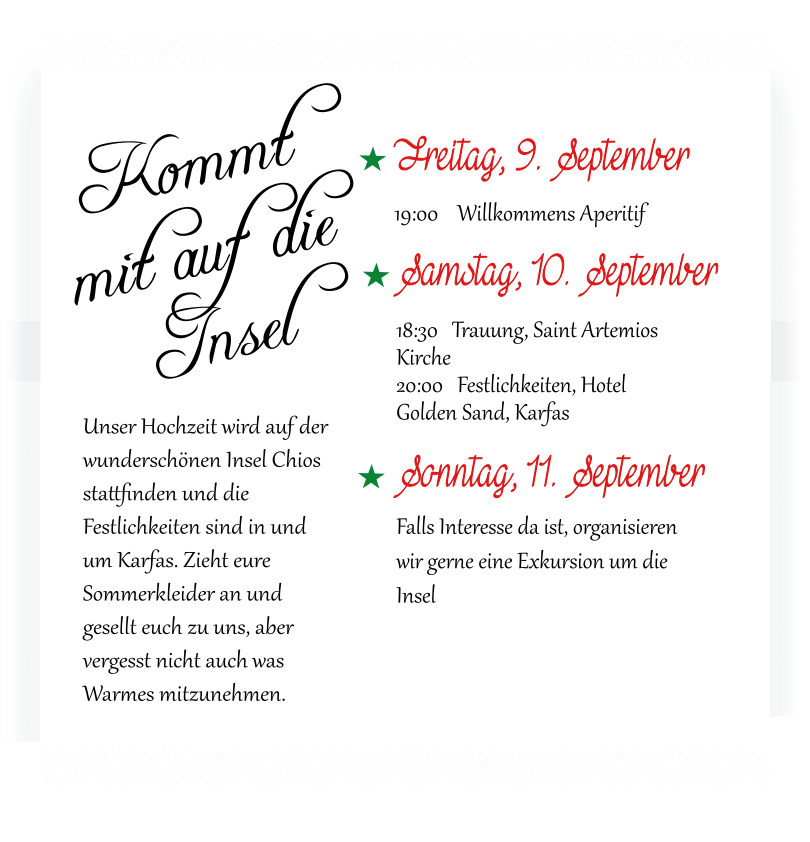 Kommt
mit auf die
Insel
Unser Hochzeit wird auf der
wunderschönen Insel Chios
stattfinden und die
Festlichkeiten sind in und
um Karfas. Zieht eure
Sommerkleider an und
gesellt euch zu uns, aber
vergesst nicht auch was
Warmes mitzunehmen.
Freitag, 9. September
19:00 Willkommens Aperitif
Samstag, 10. September
18:30 Trauung, Saint Artemios
Kirche
20:00 Festlichkeiten, Hotel
Golden Sand, Karfas
Sonntag, 11. September
Falls Interesse da ist, organisieren
wir gerne eine Exkursion um die
Insel